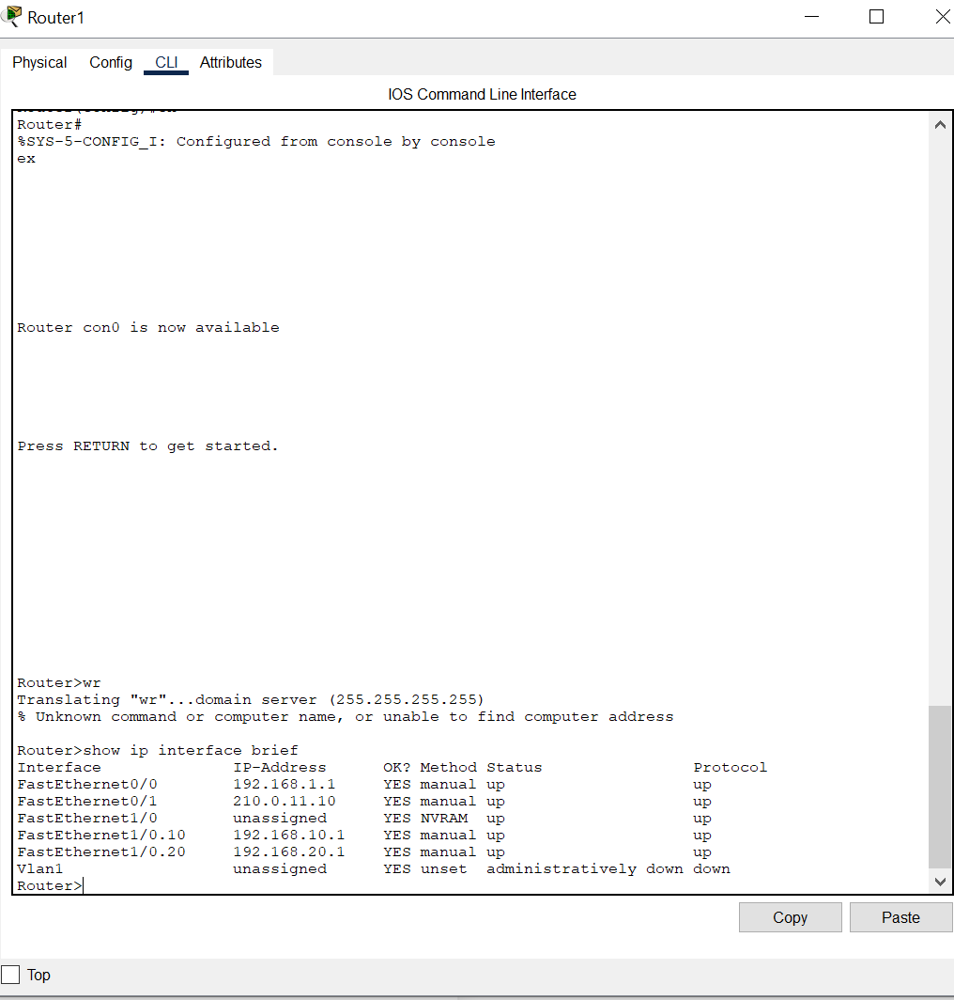 Router1
Physical Config CLI Attributes
IOS Command Line Interface
Router#
%SYS-5-CONFIG_I: Configured from console by console
ex
Router con0 is now available
Press RETURN to get started.
Router>wr
Translating "wr"...domain server (255.255.255.255)
% Unknown command or computer name, or unable to find computer address
Router>show ip interface brief
Interface IP-Address OK? Method Status Protocol
FastEthernet0/0 192.168.1.1 YES manual up up
FastEthernet0/1 210.0.11.10 YES manual up up
FastEthernet1/0 unassigned YES NVRAM up up
FastEthernet1/0.10 192.168.10.1 YES manual up up
FastEthernet1/0.20 192.168.20.1 YES manual up up
Vlan1 unassigned YES unset administratively down down
Router>
Copy Paste
Top